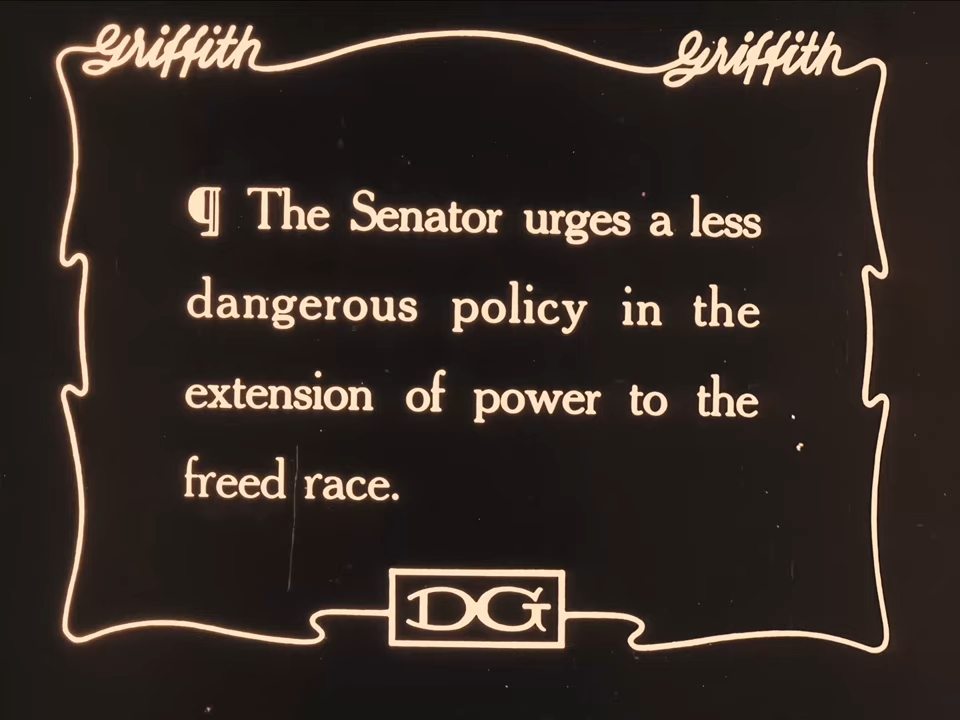 Griffith Griffith
¶ The Senator urges a less
dangerous policy in the
extension of power to the
freed race.
DG